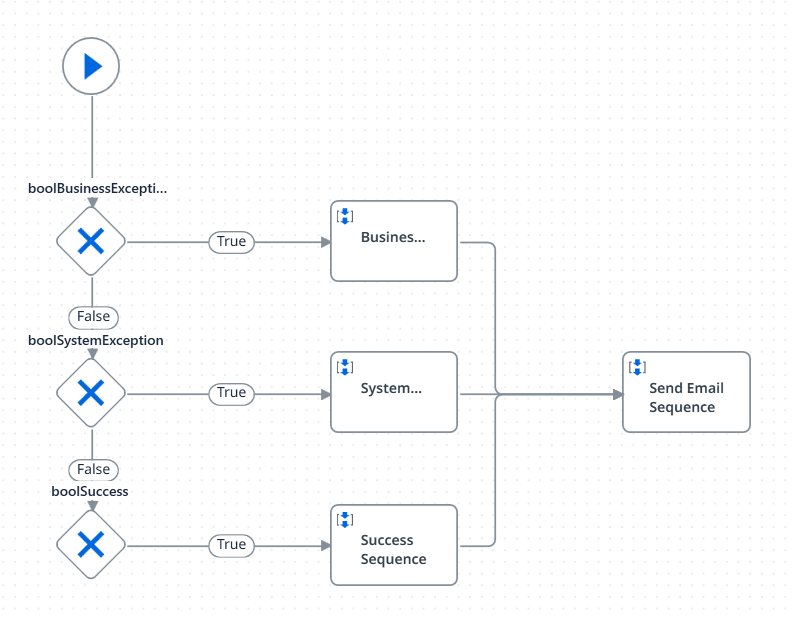 boolBusinessExcepti...
True
Busines...
False
boolSystemException
True
System...
Send Email
Sequence
False
boolSuccess
True
Success
Sequence